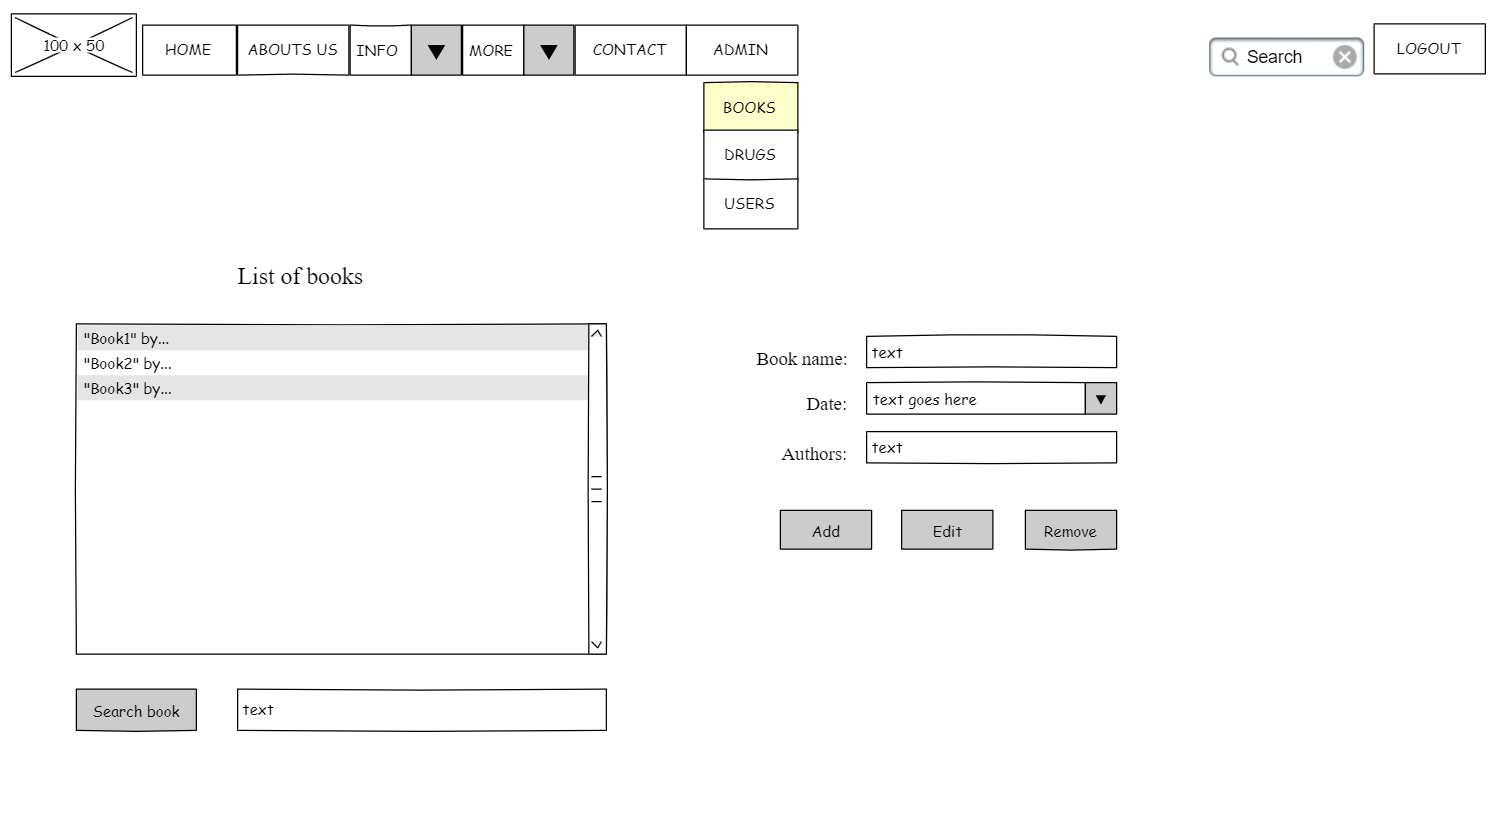 100 x 50
HOME
ABOUTS US
INFO
MORE
CONTACT
ADMIN
Search
LOGOUT
BOOKS
DRUGS
USERS
List of books
"Book1" by...
"Book2" by...
"Book3" by...
Book name:
text
Date:
text goes here
Authors:
text
Add
Edit
Remove
Search book
text